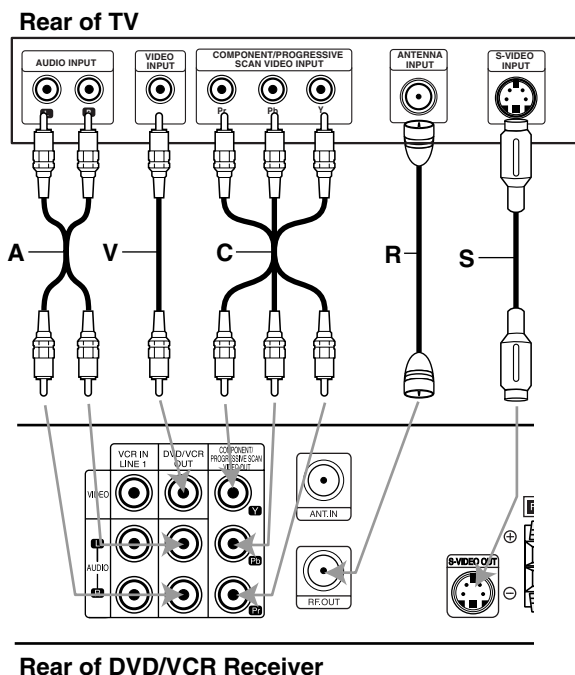 Rear of TV
AUDIO INPUT
VIDEO
INPUT
COMPONENT/PROGRESSIVE
SCAN VIDEO INPUT
ANTENNA
INPUT
S-VIDEO
INPUT
Pr
Pb
Y
A
V
C
R
S
VCR IN
LINE 1
DVD/VCR
OUT
COMPONENT/
PROGRESSIVE SCAN
VIDEO OUT
VIDEO
Y
ANT.IN
L
AUDIO
R
Pb
Pr
RF.OUT
S-VIDEO OUT
+
−
Rear of DVD/VCR Receiver